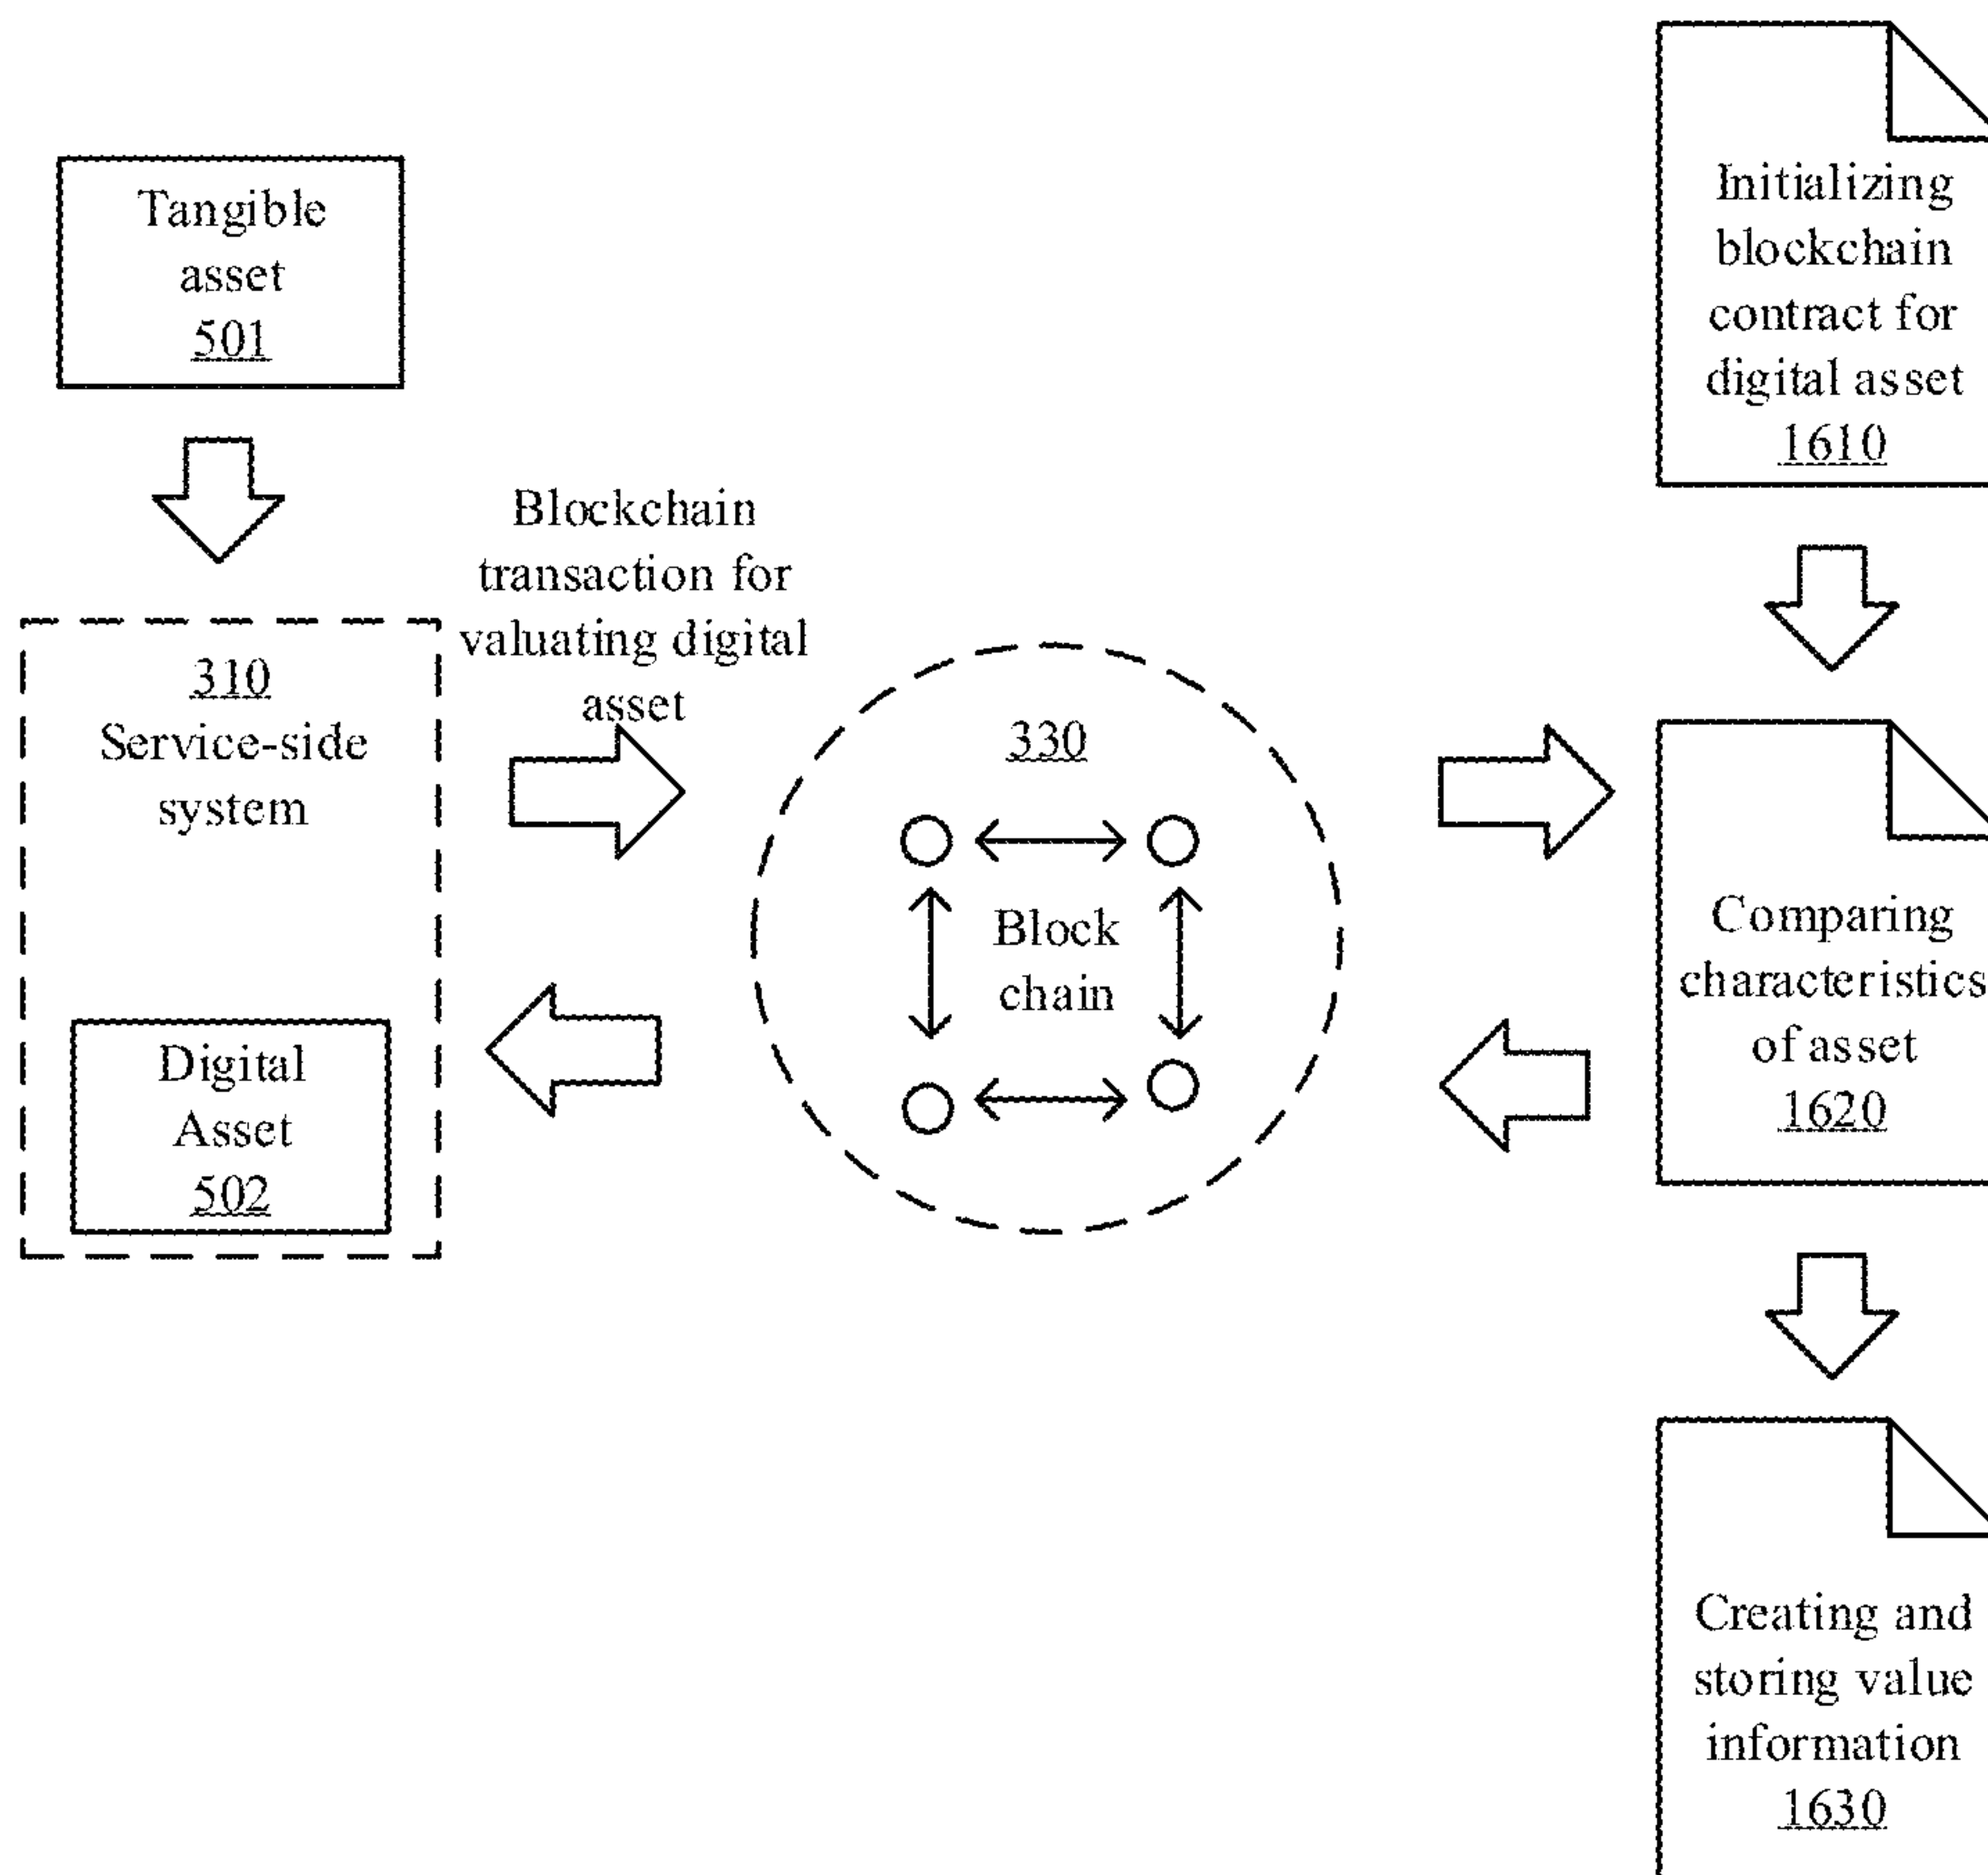 Tangible
asset
501
310
Service-side
system
Digital
Asset
502
Blockchain
transaction for
valuating digital
asset
330
Block
chain
Initializing
blockchain
contract for
digital asset
1610
Comparing
characteristics
of asset
1620
Creating and
storing value
information
1630